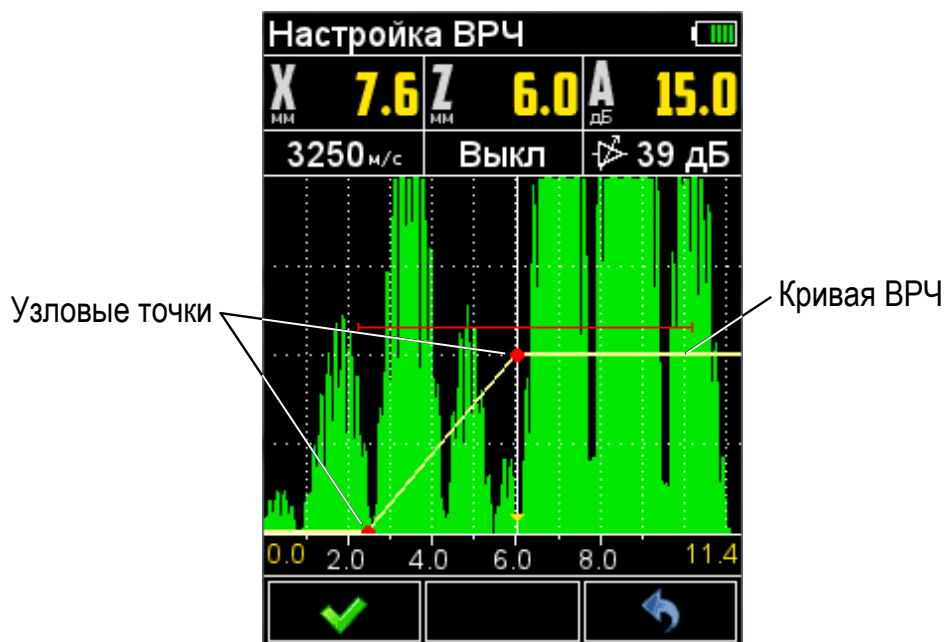 Настройка ВРЧ
X мм 7.6 Z мм 6.0 A дБ 15.0
3250 м/с Выкл 39 дБ
Узловые точки
Кривая ВРЧ
0.0 2.0 4.0 6.0 8.0 11.4